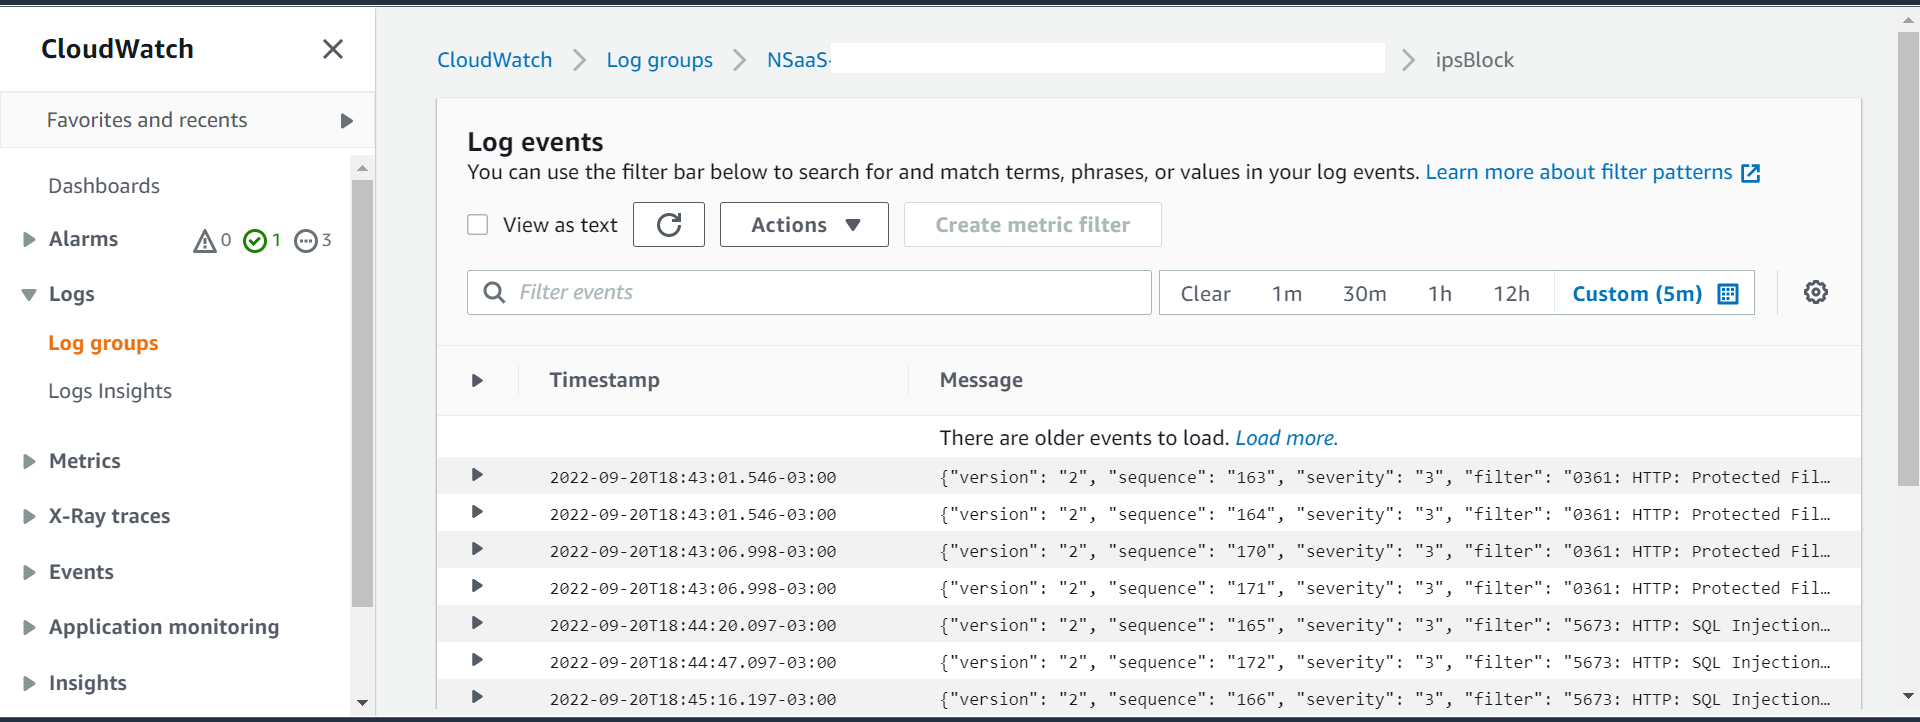 CloudWatch
Favorites and recents
Dashboards
Alarms 0 1 3
Logs
Log groups
Logs Insights
Metrics
X-Ray traces
Events
Application monitoring
Insights
CloudWatch Log groups NSaaS- ipsBlock
Log events
You can use the filter bar below to search for and match terms, phrases, or values in your log events. Learn more about filter patterns
View as text Actions Create metric filter
Filter events Clear 1m 30m 1h 12h Custom (5m)
Timestamp Message
There are older events to load. Load more.
2022-09-20T18:43:01.546-03:00 {"version": "2", "sequence": "163", "severity": "3", "filter": "0361: HTTP: Protected Fil…
2022-09-20T18:43:01.546-03:00 {"version": "2", "sequence": "164", "severity": "3", "filter": "0361: HTTP: Protected Fil…
2022-09-20T18:43:06.998-03:00 {"version": "2", "sequence": "170", "severity": "3", "filter": "0361: HTTP: Protected Fil…
2022-09-20T18:43:06.998-03:00 {"version": "2", "sequence": "171", "severity": "3", "filter": "0361: HTTP: Protected Fil…
2022-09-20T18:44:20.097-03:00 {"version": "2", "sequence": "165", "severity": "3", "filter": "5673: HTTP: SQL Injection…
2022-09-20T18:44:47.097-03:00 {"version": "2", "sequence": "172", "severity": "3", "filter": "5673: HTTP: SQL Injection…
2022-09-20T18:45:16.197-03:00 {"version": "2", "sequence": "166", "severity": "3", "filter": "5673: HTTP: SQL Injection…